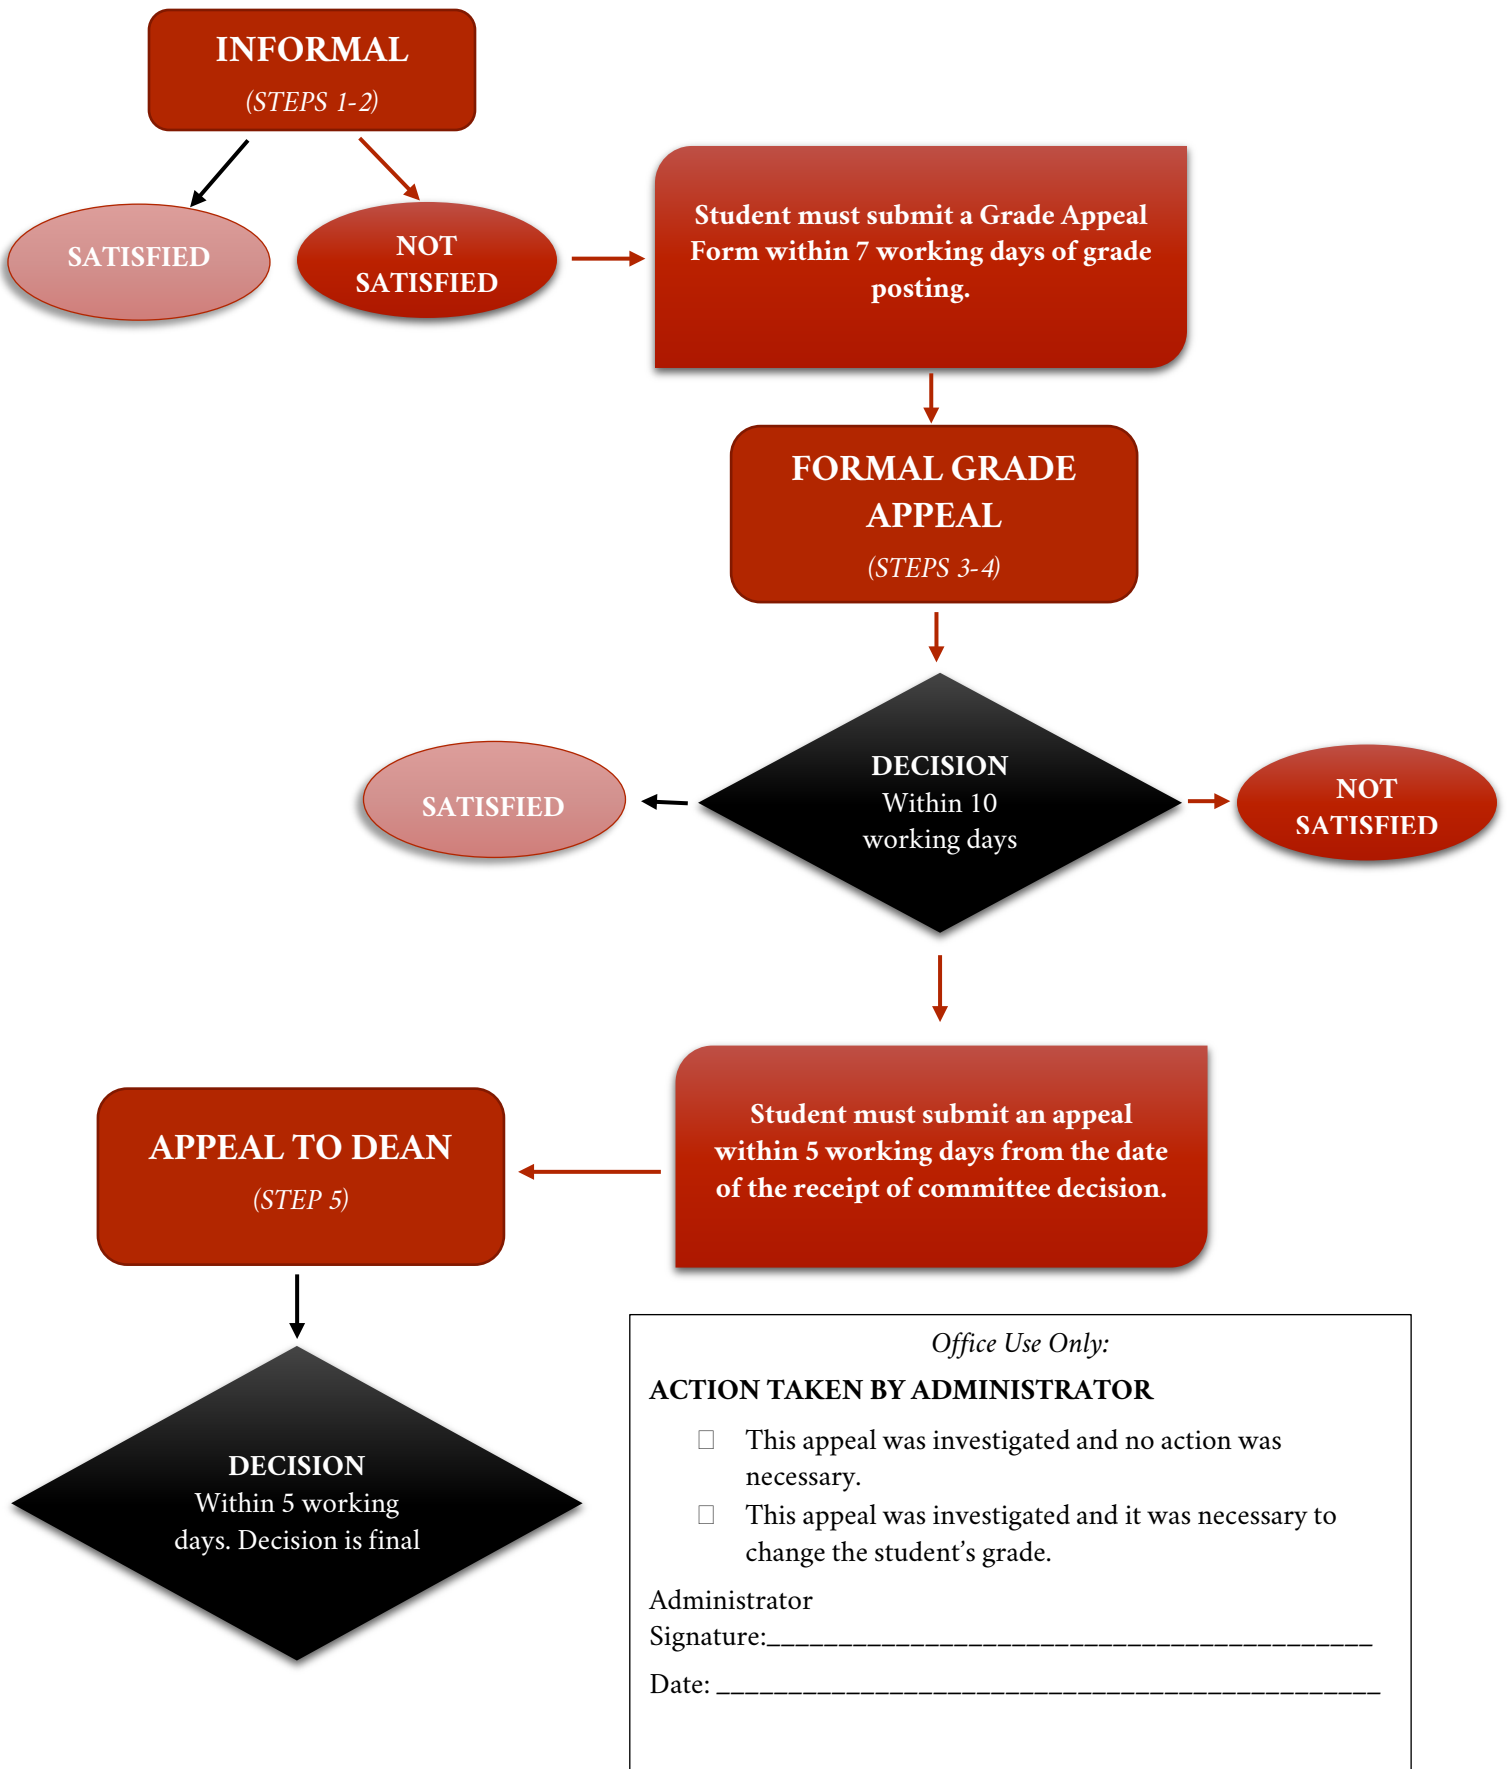 INFORMAL
(STEPS 1-2)
SATISFIED
NOT
SATISFIED
Student must submit a Grade Appeal
Form within 7 working days of grade
posting.
FORMAL GRADE
APPEAL
(STEPS 3-4)
DECISION
Within 10
working days
SATISFIED
NOT
SATISFIED
Student must submit an appeal
within 5 working days from the date
of the receipt of committee decision.
APPEAL TO DEAN
(STEP 5)
DECISION
Within 5 working
days. Decision is final
Office Use Only:
ACTION TAKEN BY ADMINISTRATOR
This appeal was investigated and no action was
necessary.
This appeal was investigated and it was necessary to
change the student’s grade.
Administrator
Signature:__________________________________________
Date: ______________________________________________